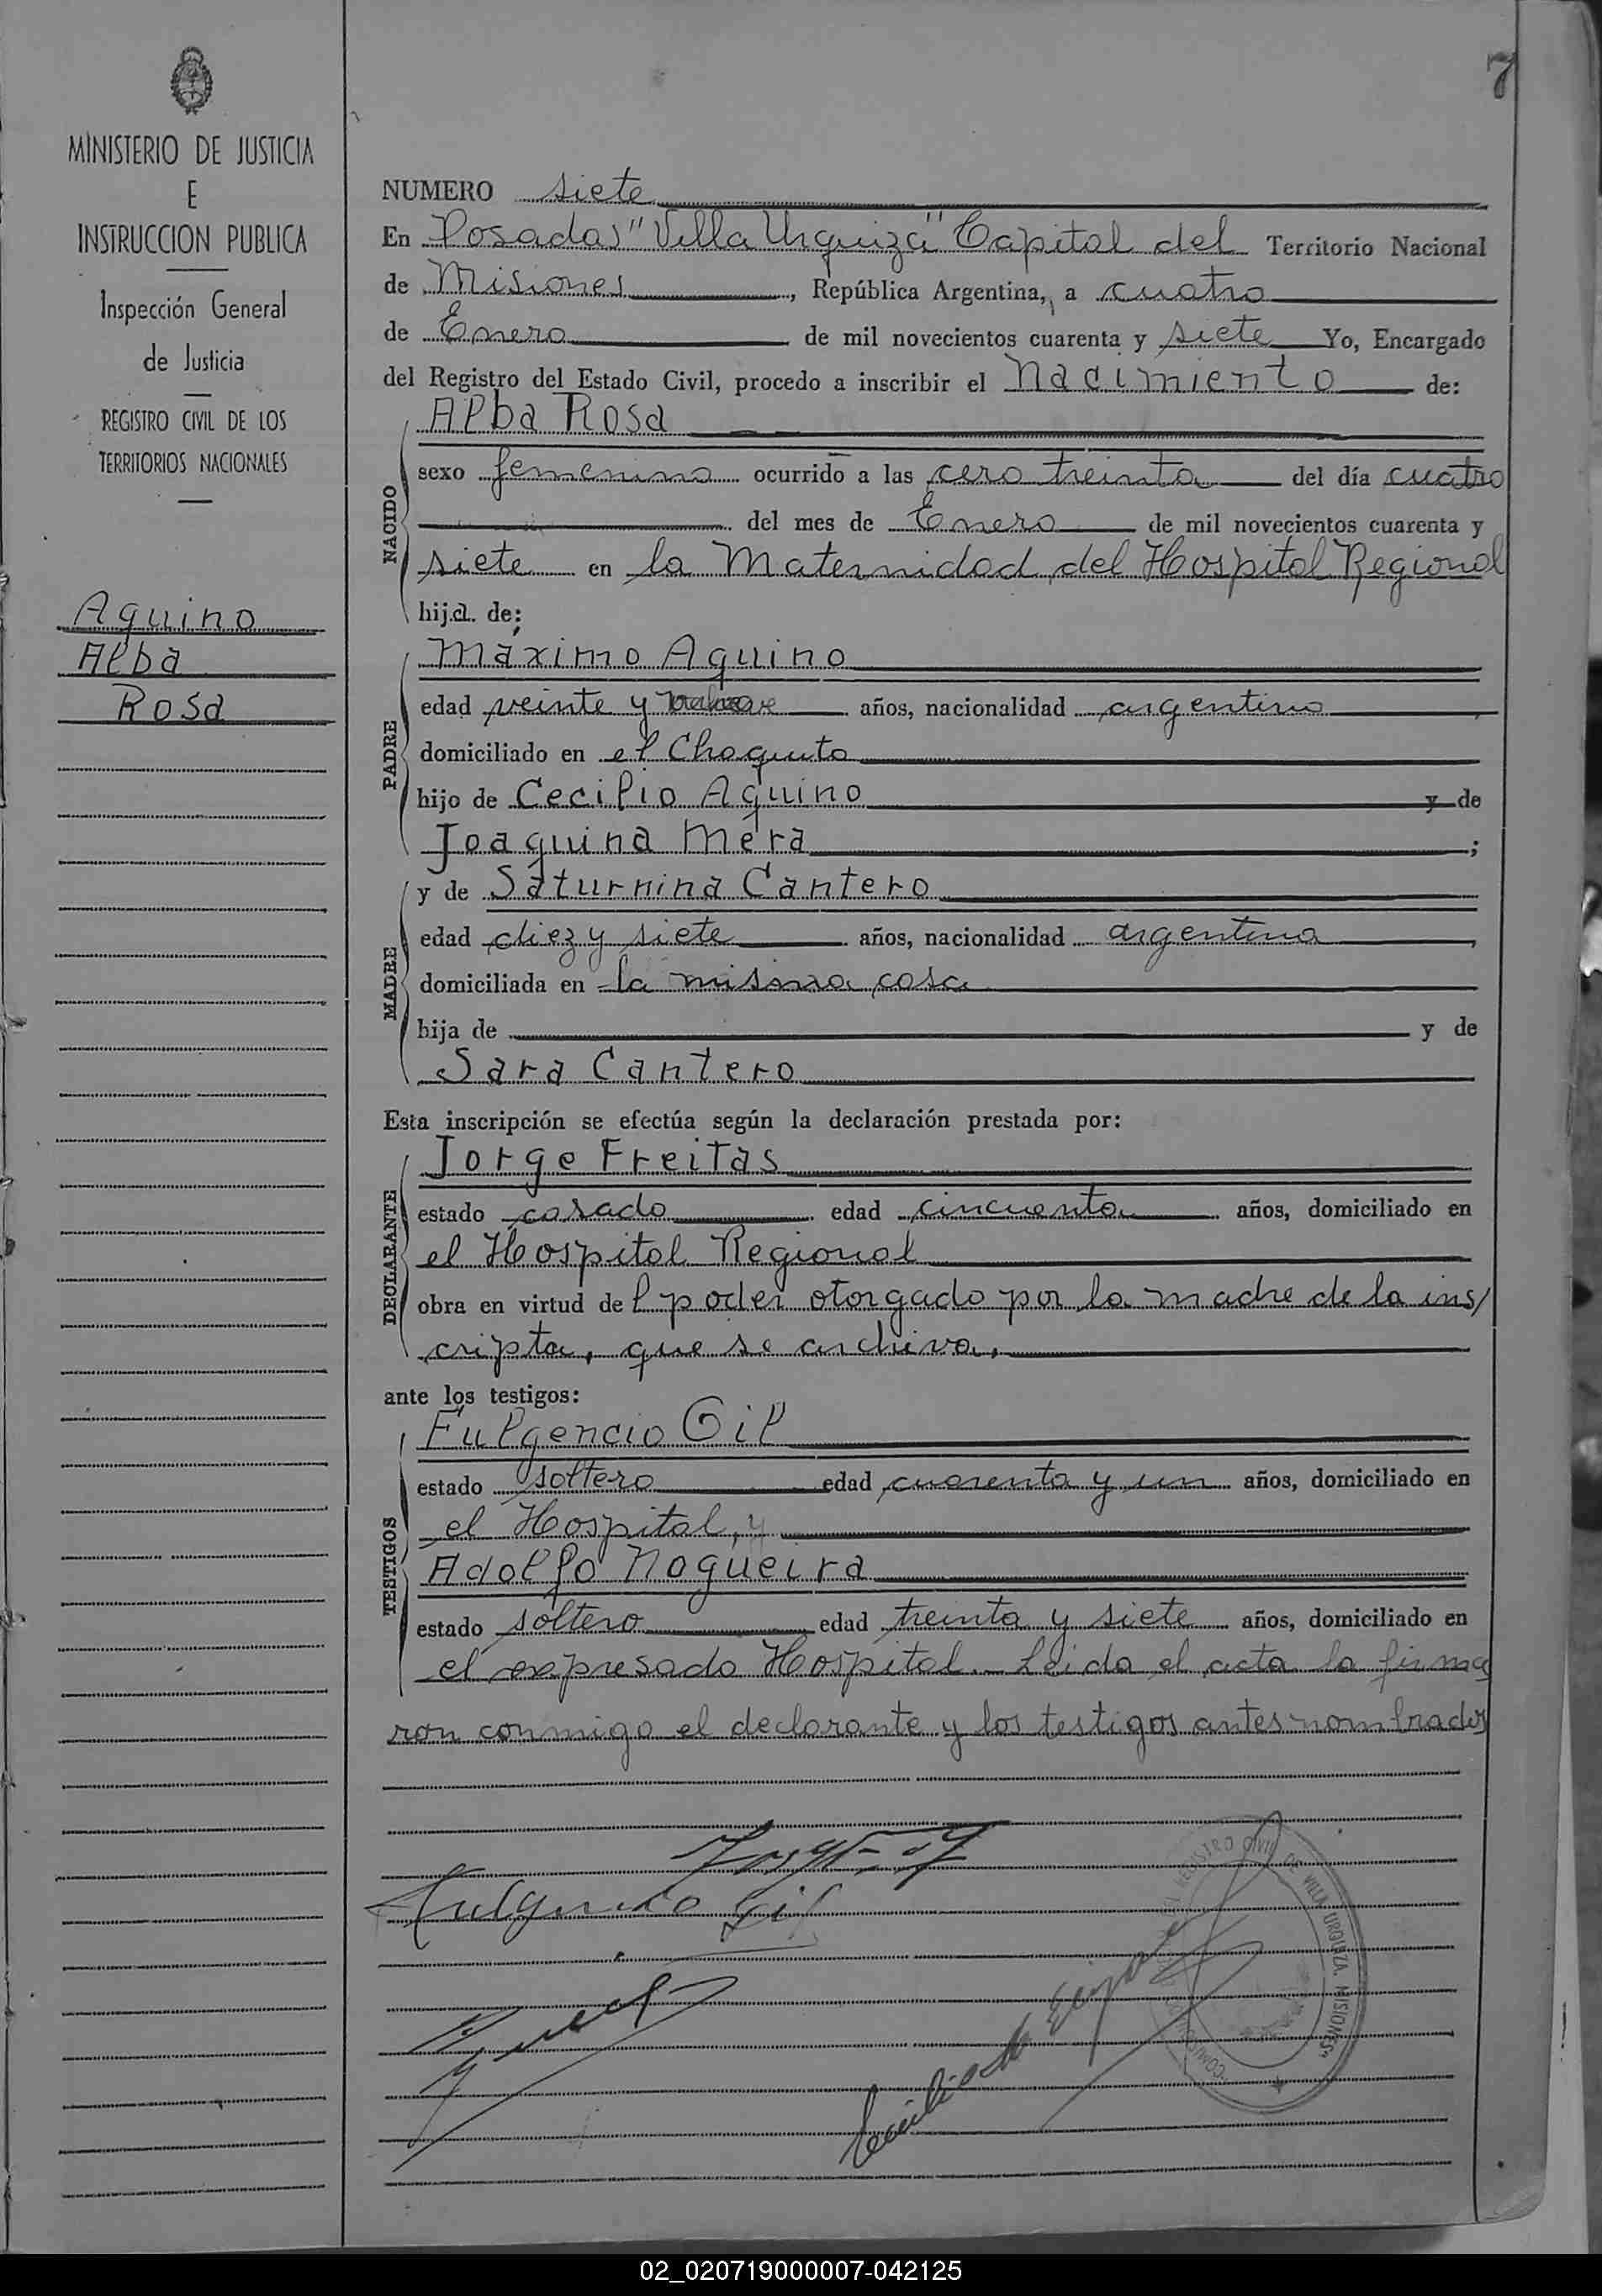 7
MINISTERIO DE JUSTICIA
E
INSTRUCCION PUBLICA
Inspección General
de Justicia
REGISTRO CIVIL DE LOS
TERRITORIOS NACIONALES
Aquino
Alba
Rosa
NUMERO siete
En Posadas "Villa Urquiza" Capital del Territorio Nacional
de Misiones, República Argentina, a cuatro
de Enero de mil novecientos cuarenta y siete Yo, Encargado
del Registro del Estado Civil, procedo a inscribir el Nacimiento de:
Alba Rosa
NACIDO
sexo femenino ocurrido a las cero treinta del día cuatro
del mes de Enero de mil novecientos cuarenta y
siete en la Maternidad del Hospital Regional
hija de:
PADRE
Máximo Aquino
edad veinte y años, nacionalidad argentino
domiciliado en el Chaquito
hijo de Cecilio Aquino y de
Joaquina Mera;
MADRE
y de Saturnina Cantero
edad diez y siete años, nacionalidad argentina,
domiciliada en la misma casa
hija de y de
Sara Cantero
Esta inscripción se efectúa según la declaración prestada por:
DECLARANTE
Jorge Freitas
estado casado edad cincuenta años, domiciliado en
el Hospital Regional
obra en virtud del poder otorgado por la madre de la ins/
cripta, que se archiva.
ante los testigos:
TESTIGOS
Fulgencio Gil
estado soltero edad cuarenta y un años, domiciliado en
el Hospital, y
Adolfo Nogueira
estado soltero edad treinta y siete años, domiciliado en
el expresado Hospital. Leida el acta la firma
ron conmigo el declarante y los testigos antes nombrados
Fulgencio Gil
REGISTRO CIVIL DE VILLA URQUIZA, MISIONES
02_020719000007-042125